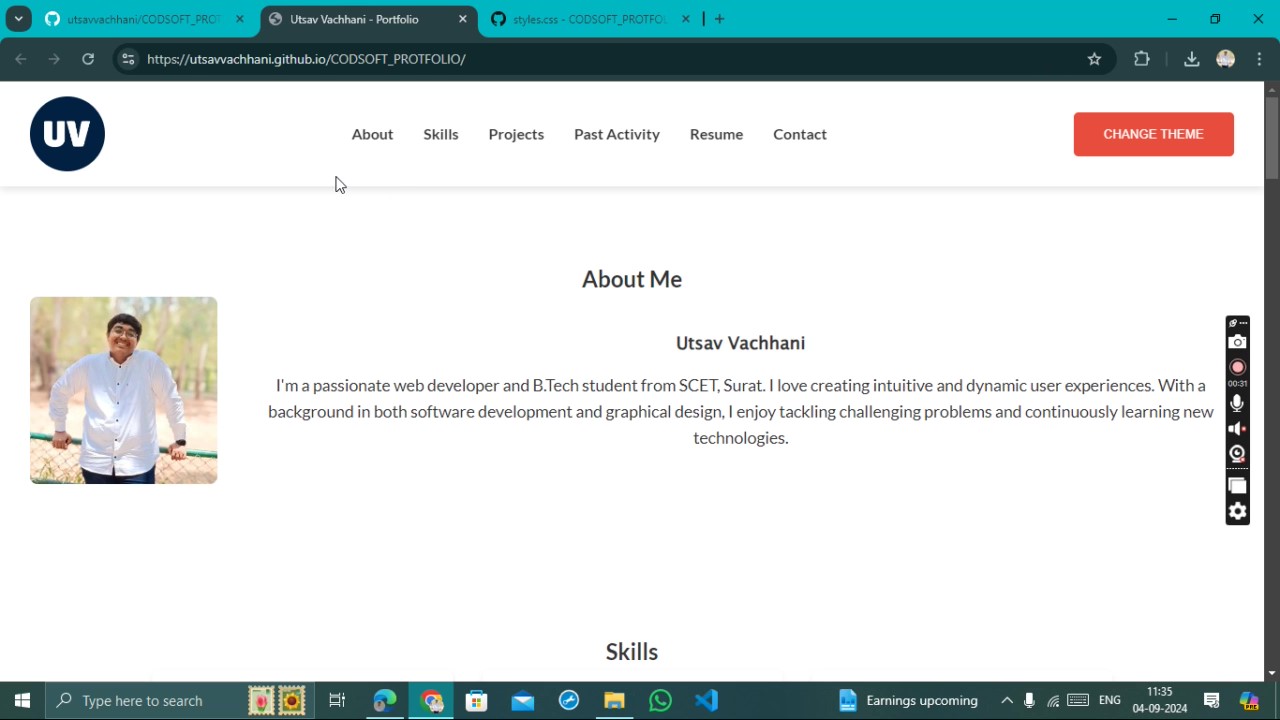 utsavvachhani/CODSOFT_PROT
Utsav Vachhani - Portfolio
styles.css - CODSOFT_PROTFOL
https://utsavvachhani.github.io/CODSOFT_PROTFOLIO/
UV
About
Skills
Projects
Past Activity
Resume
Contact
CHANGE THEME
About Me
Utsav Vachhani
I'm a passionate web developer and B.Tech student from SCET, Surat. I love creating intuitive and dynamic user experiences. With a
background in both software development and graphical design, I enjoy tackling challenging problems and continuously learning new
technologies.
00:31
Skills
Type here to search
Earnings upcoming
ENG
11:35
04-09-2024
PRE